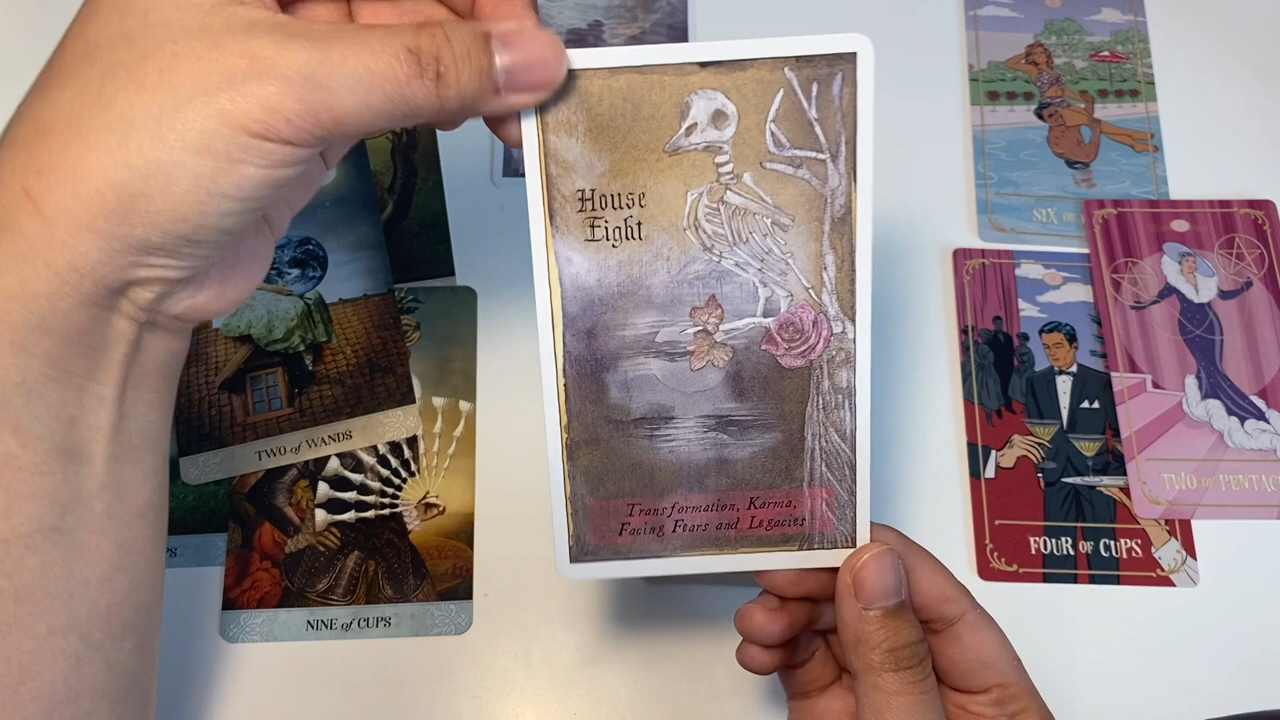 House
Eight
Transformation, Karma,
Facing Fears and Legacies
TWO of WANDS
NINE of CUPS
SIX OF
FOUR OF CUPS
TWO OF